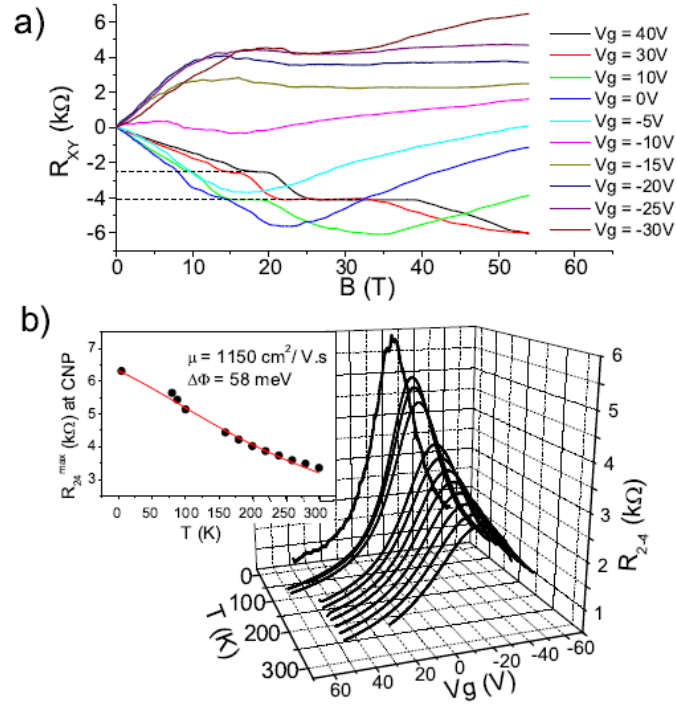 a)
R_XY (kΩ)
6
4
2
0
-2
-4
-6
0 10 20 30 40 50 60
B (T)
Vg = 40V
Vg = 30V
Vg = 10V
Vg = 0V
Vg = -5V
Vg = -10V
Vg = -15V
Vg = -20V
Vg = -25V
Vg = -30V
b)
R_24^max (kΩ) at CNP
7
6
5
4
3
0 50 100 150 200 250 300
T (K)
μ = 1150 cm²/ V.s
ΔΦ = 58 meV
6
5
4
3
2
1
R_2-4 (kΩ)
0
100
200
300
T (K)
60 40 20 0 -20 -40 -60
Vg (V)